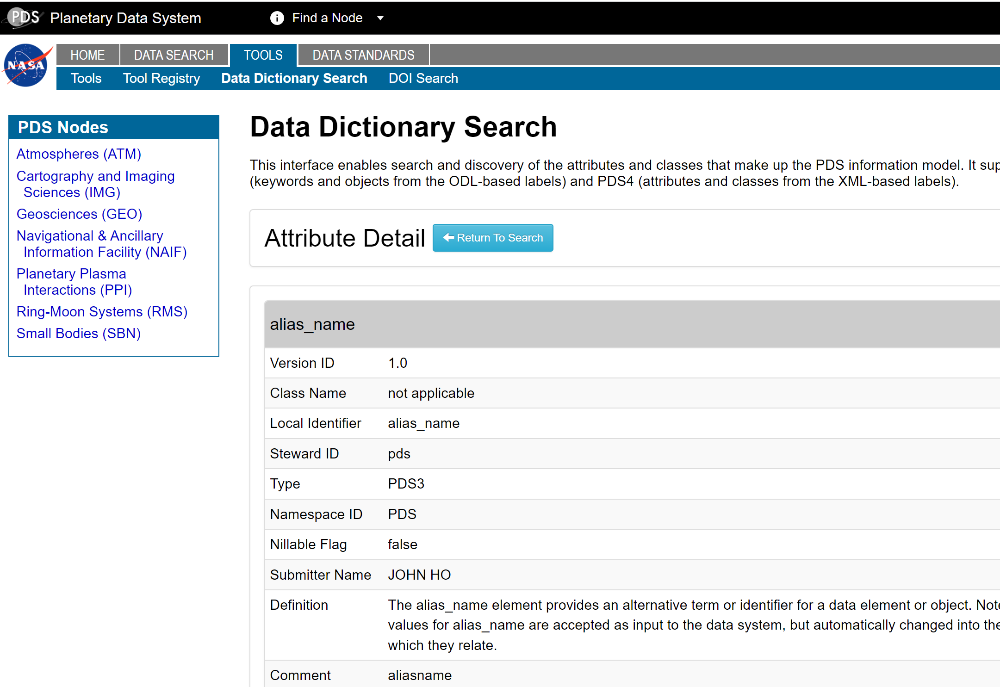 PDS Planetary Data System
Find a Node
NASA
HOME DATA SEARCH TOOLS DATA STANDARDS
Tools Tool Registry Data Dictionary Search DOI Search
PDS Nodes
Atmospheres (ATM)
Cartography and Imaging
Sciences (IMG)
Geosciences (GEO)
Navigational & Ancillary
Information Facility (NAIF)
Planetary Plasma
Interactions (PPI)
Ring-Moon Systems (RMS)
Small Bodies (SBN)
Data Dictionary Search
This interface enables search and discovery of the attributes and classes that make up the PDS information model. It sup
(keywords and objects from the ODL-based labels) and PDS4 (attributes and classes from the XML-based labels).
Attribute Detail
Return To Search
alias_name
Version ID 1.0
Class Name not applicable
Local Identifier alias_name
Steward ID pds
Type PDS3
Namespace ID PDS
Nillable Flag false
Submitter Name JOHN HO
Definition The alias_name element provides an alternative term or identifier for a data element or object. Note
values for alias_name are accepted as input to the data system, but automatically changed into the
which they relate.
Comment aliasname